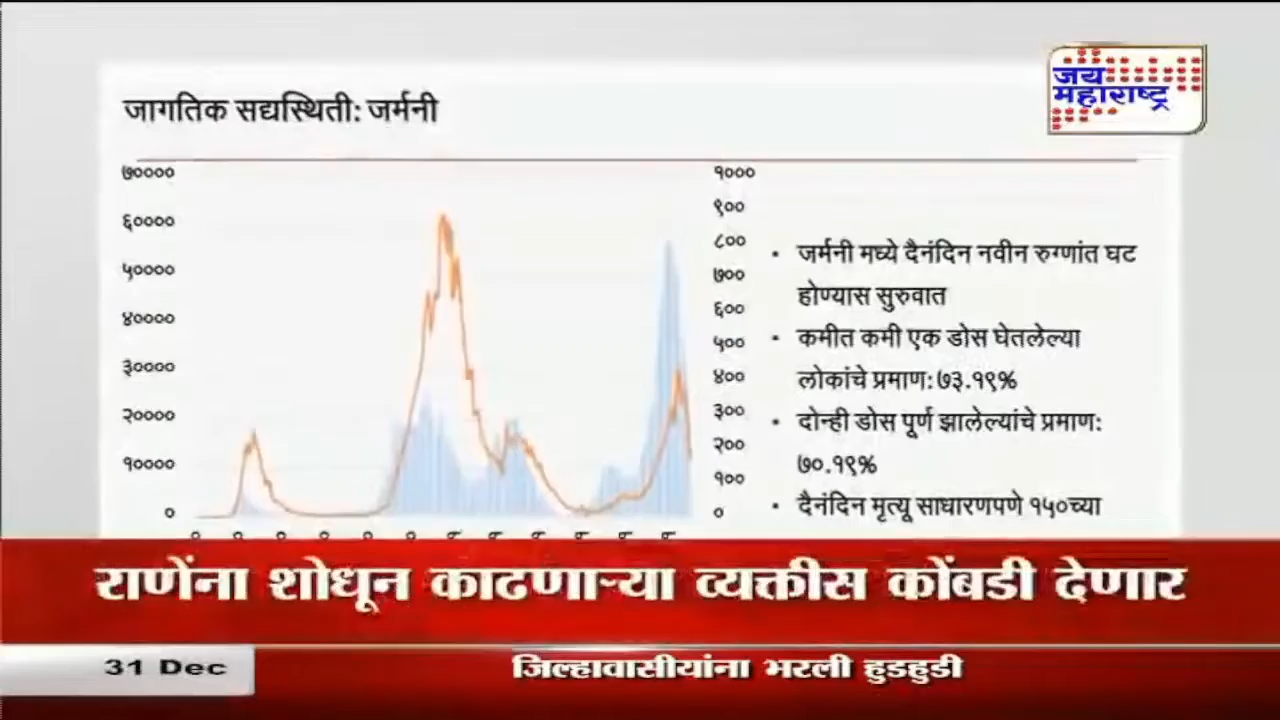 जय
महाराष्ट्र
जागतिक सद्यस्थिती: जर्मनी
७००००
६००००
५००००
४००००
३००००
२००००
१००००
०
१०००
९००
८००
७००
६००
५००
४००
३००
२००
१००
०
• जर्मनी मध्ये दैनंदिन नवीन रुग्णांत घट
होण्यास सुरुवात
• कमीत कमी एक डोस घेतलेल्या
लोकांचे प्रमाण: ७३.१९%
• दोन्ही डोस पूर्ण झालेल्यांचे प्रमाण:
७०.१९%
• दैनंदिन मृत्यू साधारणपणे १५०च्या
राणेंना शोधून काढणाऱ्या व्यक्तीस कोंबडी देणार
31 Dec
जिल्हावासीयांना भरली हुडहुडी